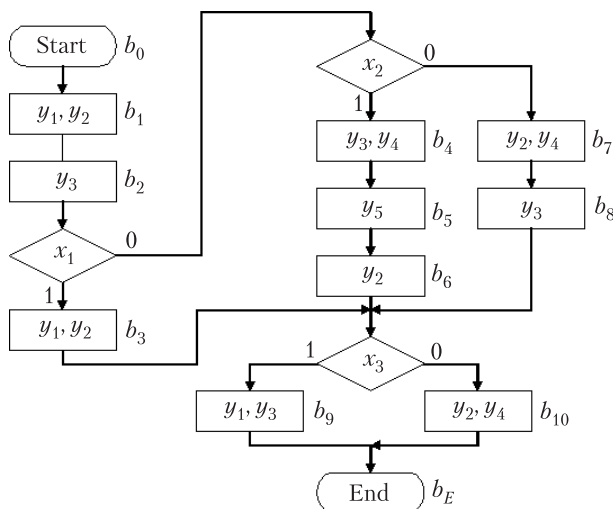 Start b₀
y₁, y₂ b₁
y₃ b₂
x₁ 0
1
y₁, y₂ b₃
x₂ 0
1
y₃, y₄ b₄
y₅ b₅
y₂ b₆
y₂, y₄ b₇
y₃ b₈
1 x₃ 0
y₁, y₃ b₉
y₂, y₄ b₁₀
End b_E